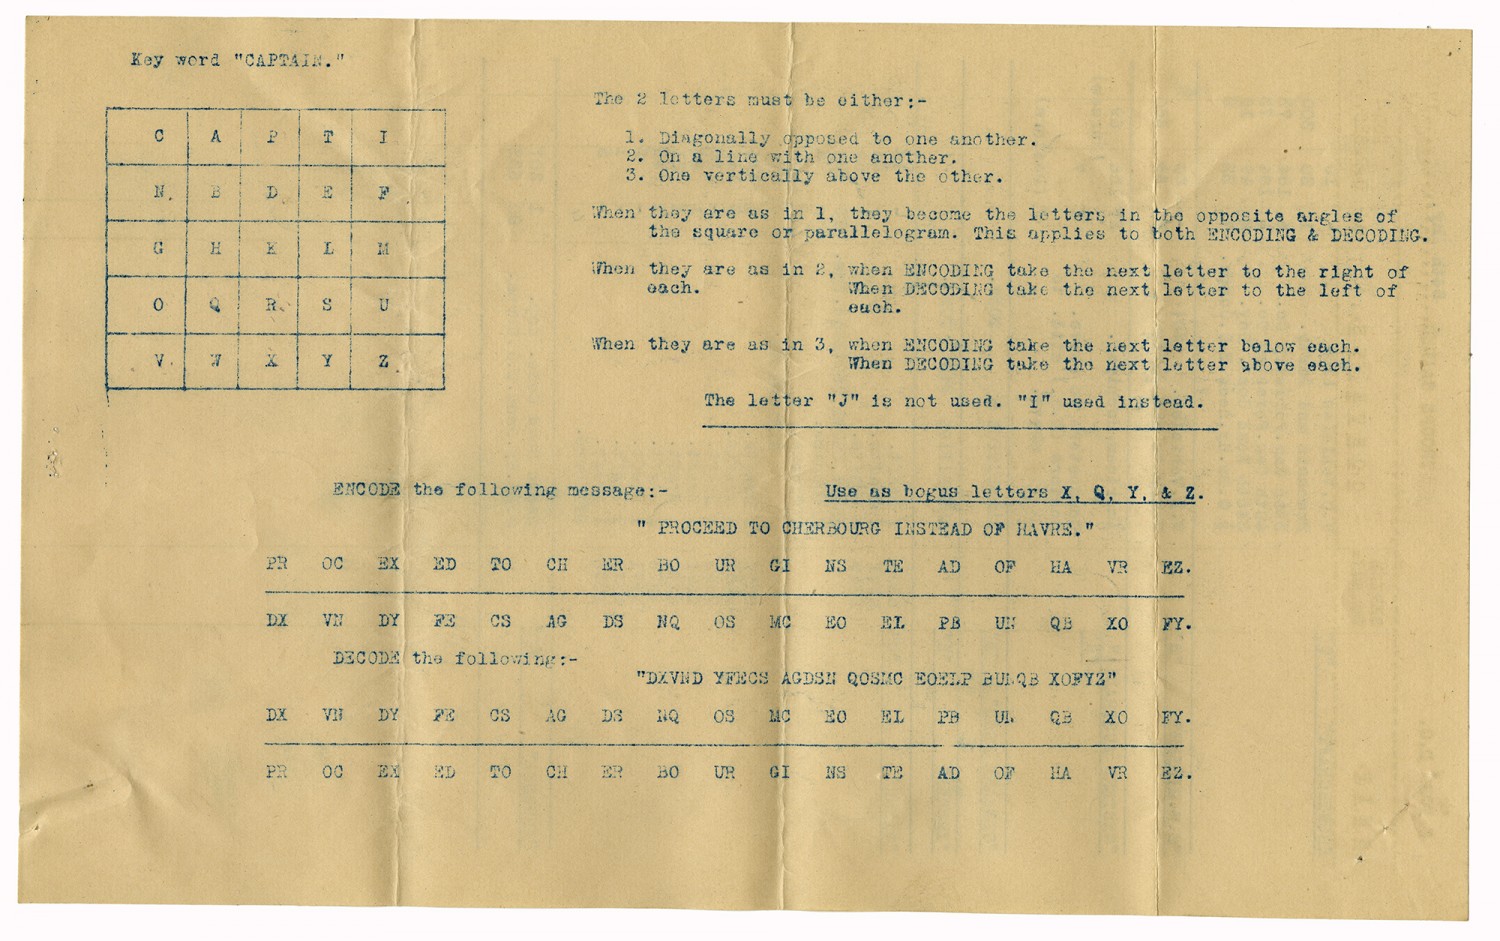 Key word "CAPTAIN."
C A P T I
N. B D E F
G H K L M
O Q R S U
V W X Y Z
The 2 letters must be either:-
1. Diagonally opposed to one another.
2. On a line with one another.
3. One vertically above the other.
When they are as in 1, they become the letters in the opposite angles of
the square or parallelogram. This applies to both ENCODING & DECODING.
When they are as in 2, when ENCODING take the next letter to the right of
each. When DECODING take the next letter to the left of
each.
When they are as in 3, when ENCODING take the next letter below each.
When DECODING take the next letter above each.
The letter "J" is not used. "I" used instead.
ENCODE the following message:- Use as bogus letters X, Q, Y, & Z.
" PROCEED TO CHERBOURG INSTEAD OF HAVRE."
PR OC EX ED TO CH ER BO UR GI NS TE AD OF HA VR EZ.
DX VN DY FE CS AG DS NQ OS MC EO EL PB UN QB XO FY.
DECODE the following:-
"DXVND YFECS AGDSN QOSMC EOELP BUNQB XOFYZ"
DX VN DY FE CS AG DS NQ OS MC EO EL PB UN QB XO FY.
PR OC EX ED TO CH ER BO UR GI NS TE AD OF HA VR EZ.